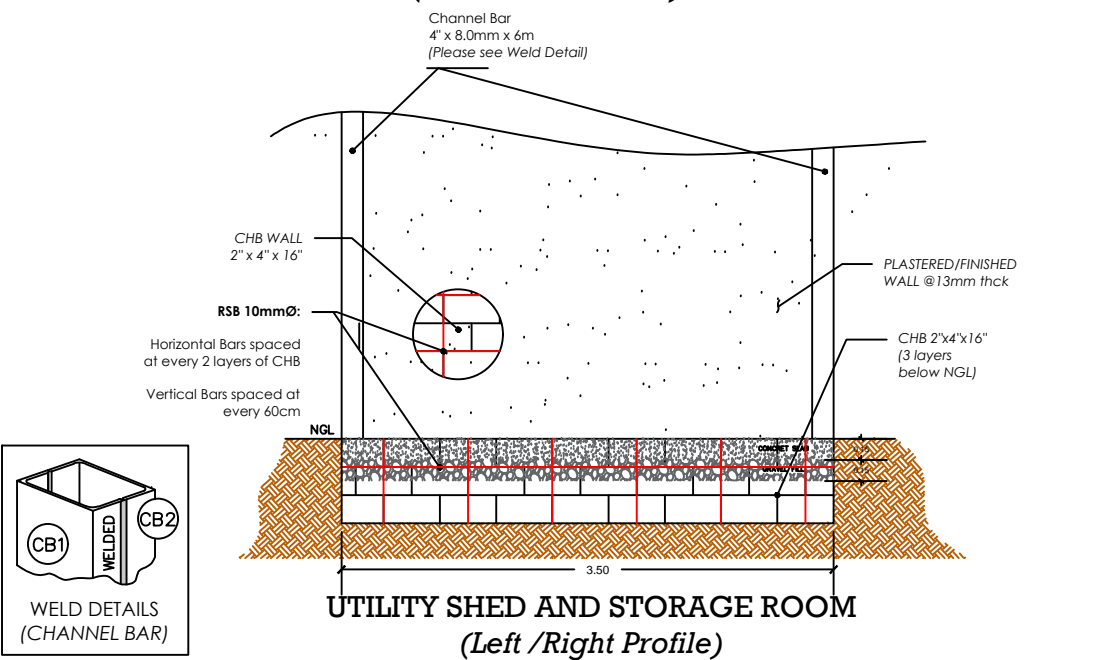 Channel Bar
4" x 8.0mm x 6m
(Please see Weld Detail)
CHB WALL
2" x 4" x 16"
PLASTERED/FINISHED
WALL @13mm thck
RSB 10mmØ:
Horizontal Bars spaced
at every 2 layers of CHB
Vertical Bars spaced at
every 60cm
CHB 2"x4"x16"
(3 layers
below NGL)
NGL
GRAVEL FILL
CB1
WELDED
CB2
WELD DETAILS
(CHANNEL BAR)
3.50
UTILITY SHED AND STORAGE ROOM
(Left /Right Profile)